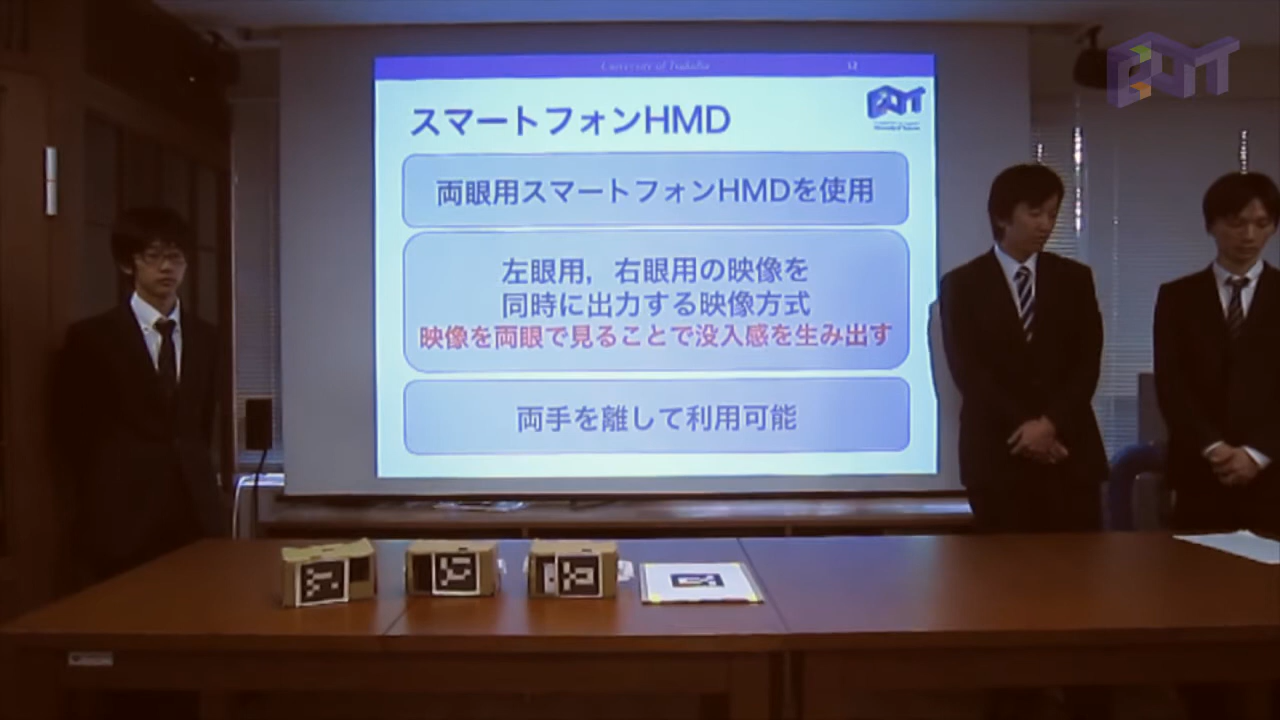 University of Tsukuba
12
スマートフォンHMD
両眼用スマートフォンHMDを使用
左眼用，右眼用の映像を
同時に出力する映像方式
映像を両眼で見ることで没入感を生み出す
両手を離して利用可能